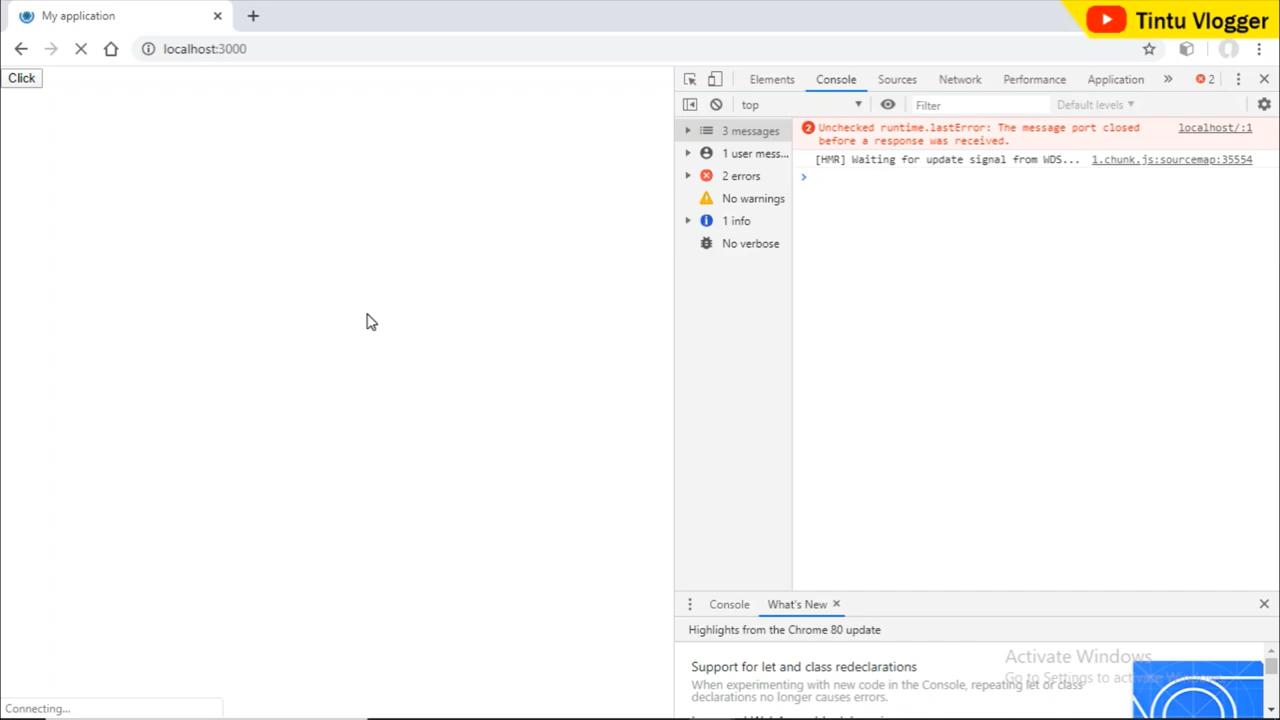 My application
Tintu Vlogger
localhost:3000
Click
Elements Console Sources Network Performance Application » 2
top Filter Default levels
3 messages
1 user mess...
2 errors
No warnings
1 info
No verbose
2 Unchecked runtime.lastError: The message port closed localhost/:1
before a response was received.
[HMR] Waiting for update signal from WDS... 1.chunk.js:sourcemap:35554
>
Console What's New
Highlights from the Chrome 80 update
Support for let and class redeclarations
When experimenting with new code in the Console, repeating let or class
declarations no longer causes errors.
Activate Windows
Go to Settings to activate Windows.
Connecting...